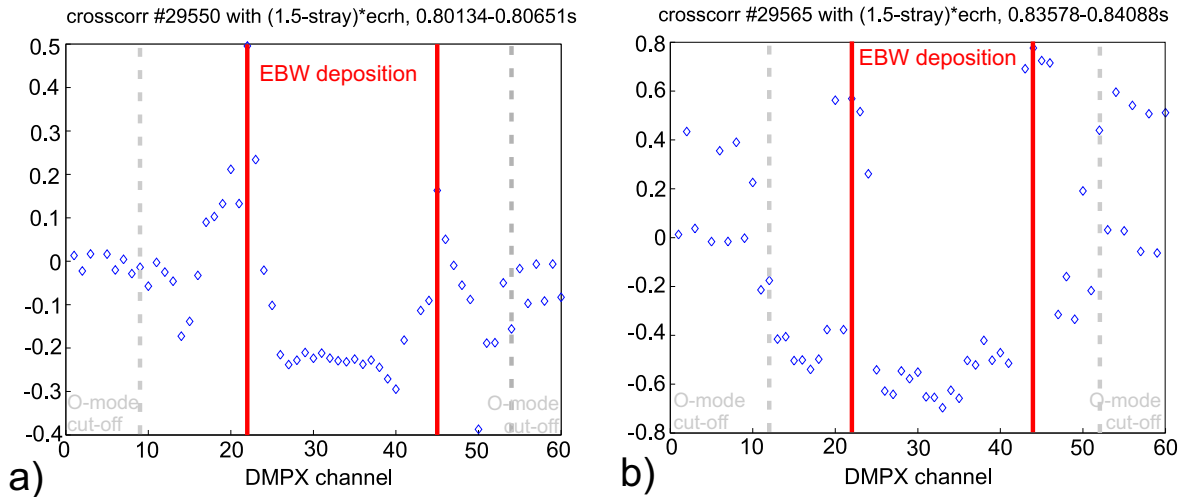 crosscorr #29550 with (1.5-stray)*ecrh, 0.80134-0.80651s
0.5
0.4
0.3
0.2
0.1
0
-0.1
-0.2
-0.3
-0.4
EBW deposition
O-mode
cut-off
O-mode
cut-off
0 10 20 30 40 50 60
DMPX channel
a)
crosscorr #29565 with (1.5-stray)*ecrh, 0.83578-0.84088s
0.8
0.6
0.4
0.2
0
-0.2
-0.4
-0.6
-0.8
EBW deposition
O-mode
cut-off
O-mode
cut-off
0 10 20 30 40 50 60
DMPX channel
b)